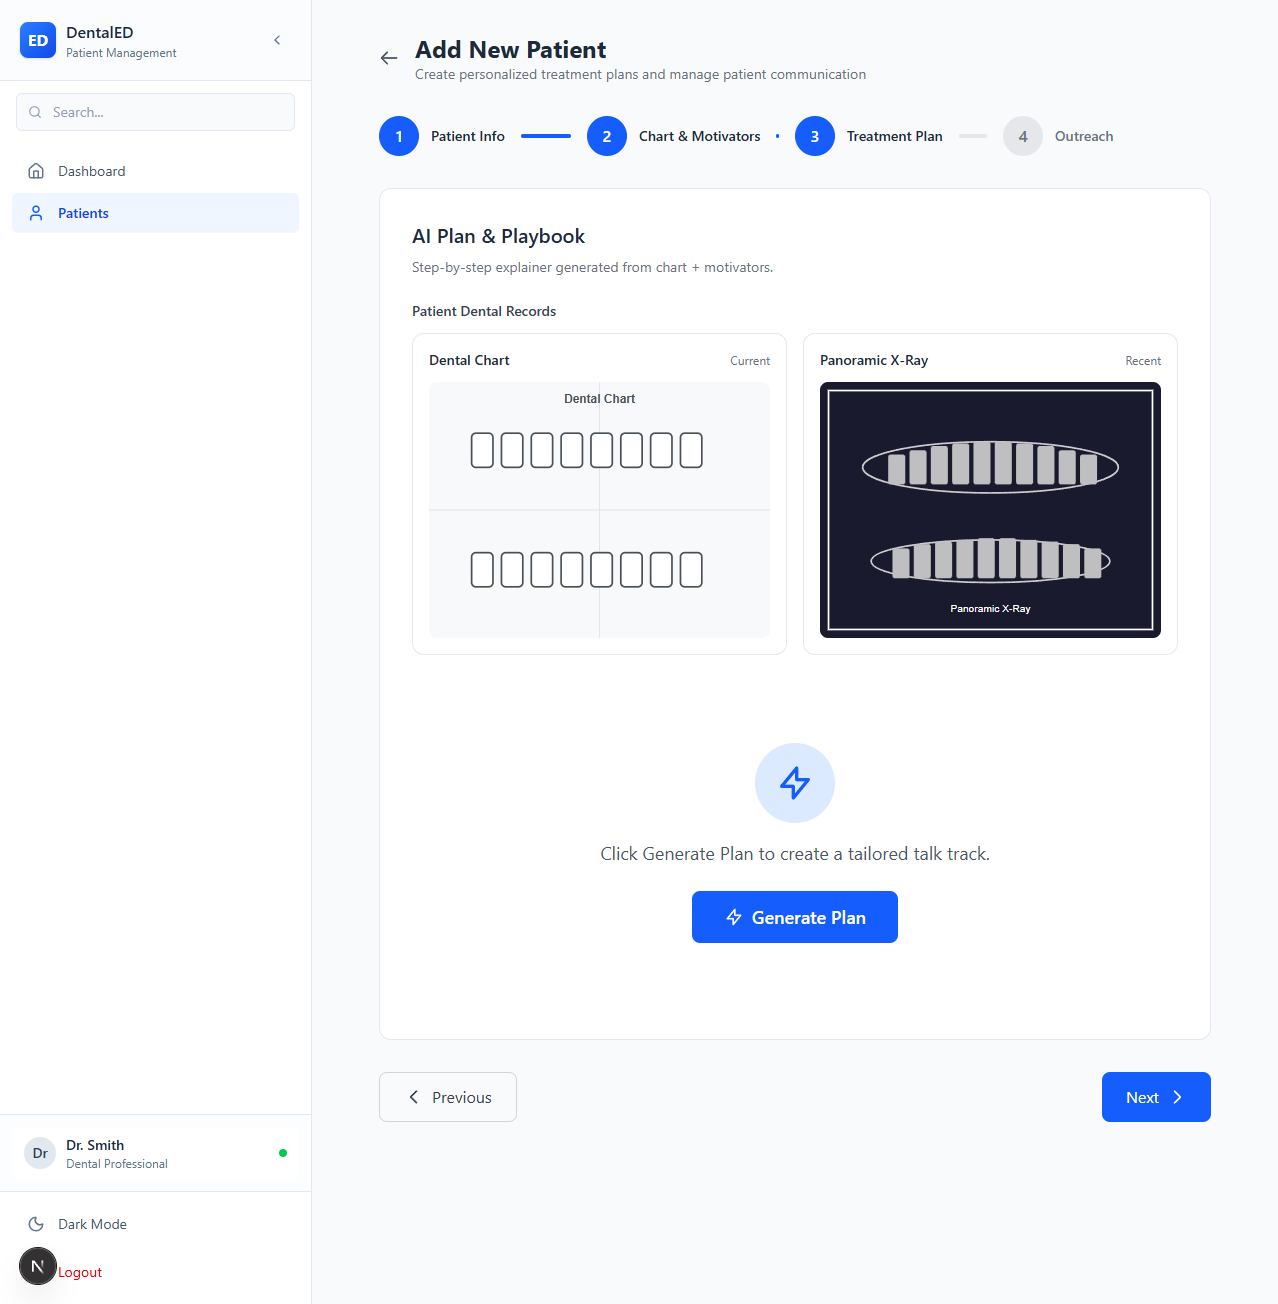 ED
DentalED
Patient Management
Search...
Dashboard
Patients
Dr
Dr. Smith
Dental Professional
Dark Mode
N
Logout
Add New Patient
Create personalized treatment plans and manage patient communication
1 Patient Info
2 Chart & Motivators
3 Treatment Plan
4 Outreach
AI Plan & Playbook
Step-by-step explainer generated from chart + motivators.
Patient Dental Records
Dental Chart Current
Dental Chart
Panoramic X-Ray Recent
Panoramic X-Ray
Click Generate Plan to create a tailored talk track.
Generate Plan
Previous
Next